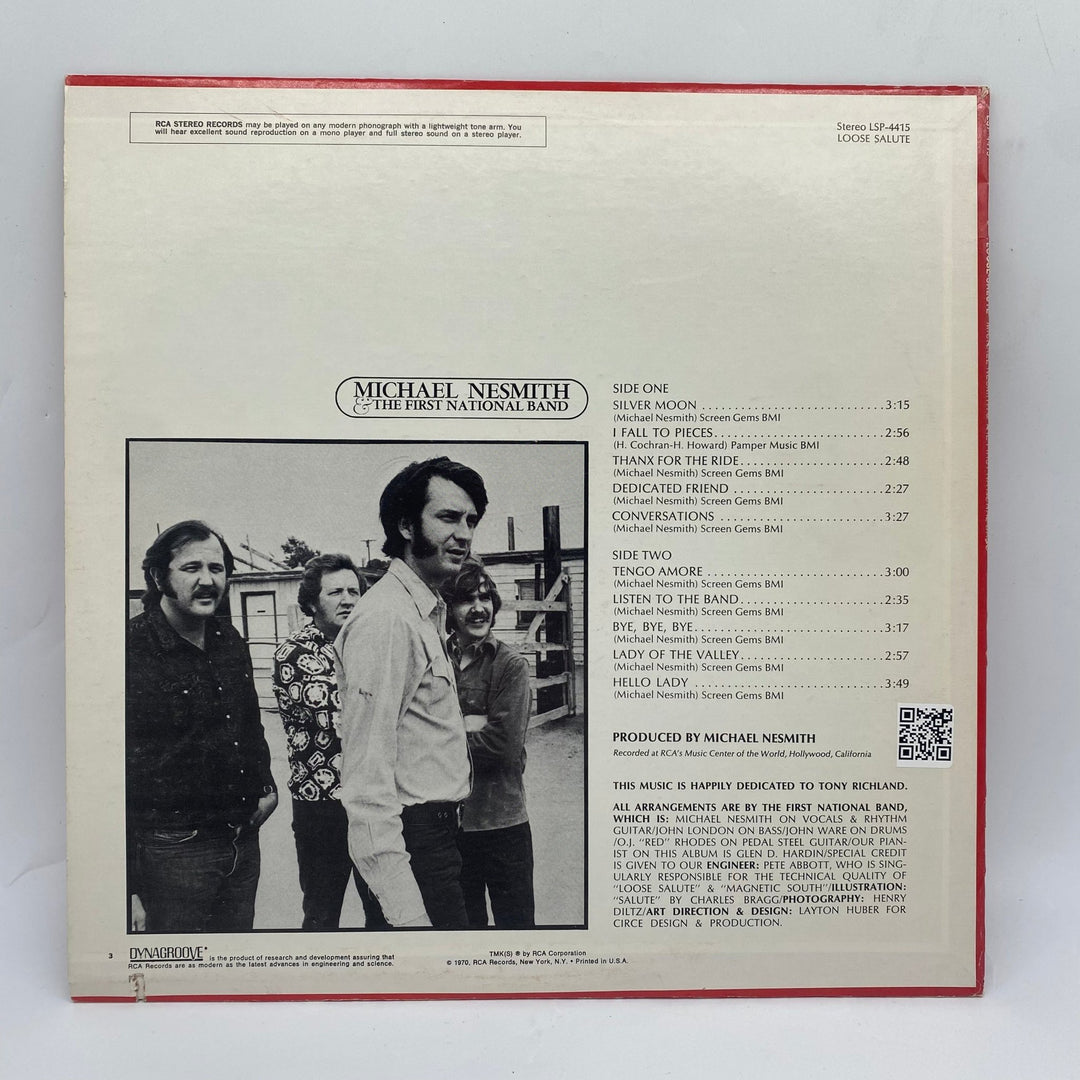 RCA STEREO RECORDS may be played on any modern phonograph with a lightweight tone arm. You
will hear excellent sound reproduction on a mono player and full stereo sound on a stereo player.
Stereo LSP-4415
LOOSE SALUTE
MICHAEL NESMITH
& THE FIRST NATIONAL BAND
SIDE ONE
SILVER MOON ............................3:15
(Michael Nesmith) Screen Gems BMI
I FALL TO PIECES..........................2:56
(H. Cochran-H. Howard) Pamper Music BMI
THANX FOR THE RIDE......................2:48
(Michael Nesmith) Screen Gems BMI
DEDICATED FRIEND .......................2:27
(Michael Nesmith) Screen Gems BMI
CONVERSATIONS .........................3:27
(Michael Nesmith) Screen Gems BMI
SIDE TWO
TENGO AMORE ...........................3:00
(Michael Nesmith) Screen Gems BMI
LISTEN TO THE BAND......................2:35
(Michael Nesmith) Screen Gems BMI
BYE, BYE, BYE.............................3:17
(Michael Nesmith) Screen Gems BMI
LADY OF THE VALLEY......................2:57
(Michael Nesmith) Screen Gems BMI
HELLO LADY .............................3:49
(Michael Nesmith) Screen Gems BMI
PRODUCED BY MICHAEL NESMITH
Recorded at RCA's Music Center of the World, Hollywood, California
THIS MUSIC IS HAPPILY DEDICATED TO TONY RICHLAND.
ALL ARRANGEMENTS ARE BY THE FIRST NATIONAL BAND,
WHICH IS: MICHAEL NESMITH ON VOCALS & RHYTHM
GUITAR/JOHN LONDON ON BASS/JOHN WARE ON DRUMS
/O.J. "RED" RHODES ON PEDAL STEEL GUITAR/OUR PIAN-
IST ON THIS ALBUM IS GLEN D. HARDIN/SPECIAL CREDIT
IS GIVEN TO OUR ENGINEER: PETE ABBOTT, WHO IS SING-
ULARLY RESPONSIBLE FOR THE TECHNICAL QUALITY OF
"LOOSE SALUTE" & "MAGNETIC SOUTH"/ILLUSTRATION:
"SALUTE" BY CHARLES BRAGG/PHOTOGRAPHY: HENRY
DILTZ/ART DIRECTION & DESIGN: LAYTON HUBER FOR
CIRCE DESIGN & PRODUCTION.
3
DYNAGROOVE* is the product of research and development assuring that
RCA Records are as modern as the latest advances in engineering and science.
TMK(S) ® by RCA Corporation
© 1970, RCA Records, New York, N.Y. • Printed in U.S.A.
1